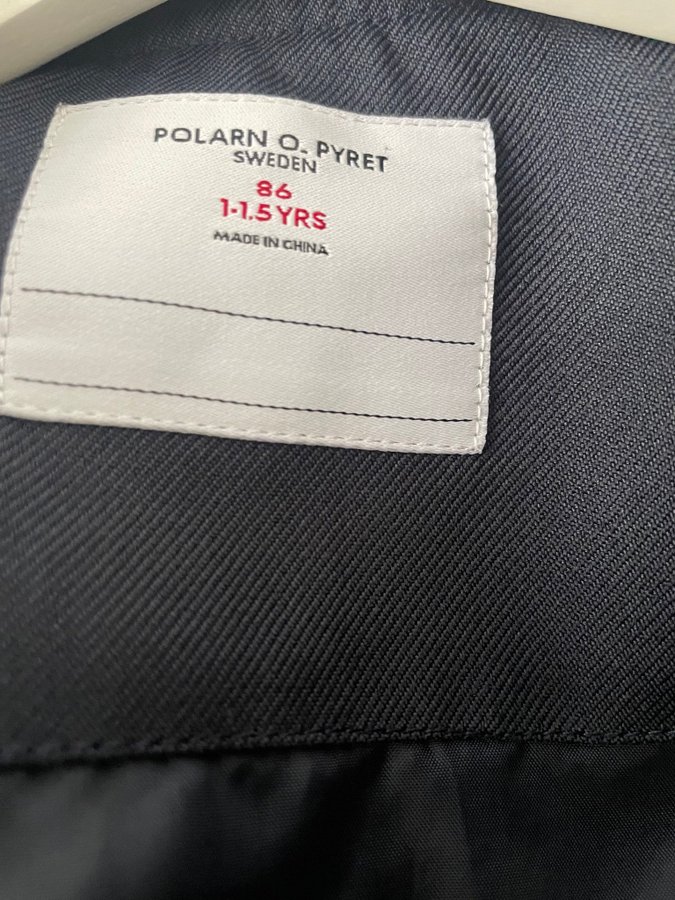 POLARN O. PYRET
SWEDEN
86
1-1.5 YRS
MADE IN CHINA